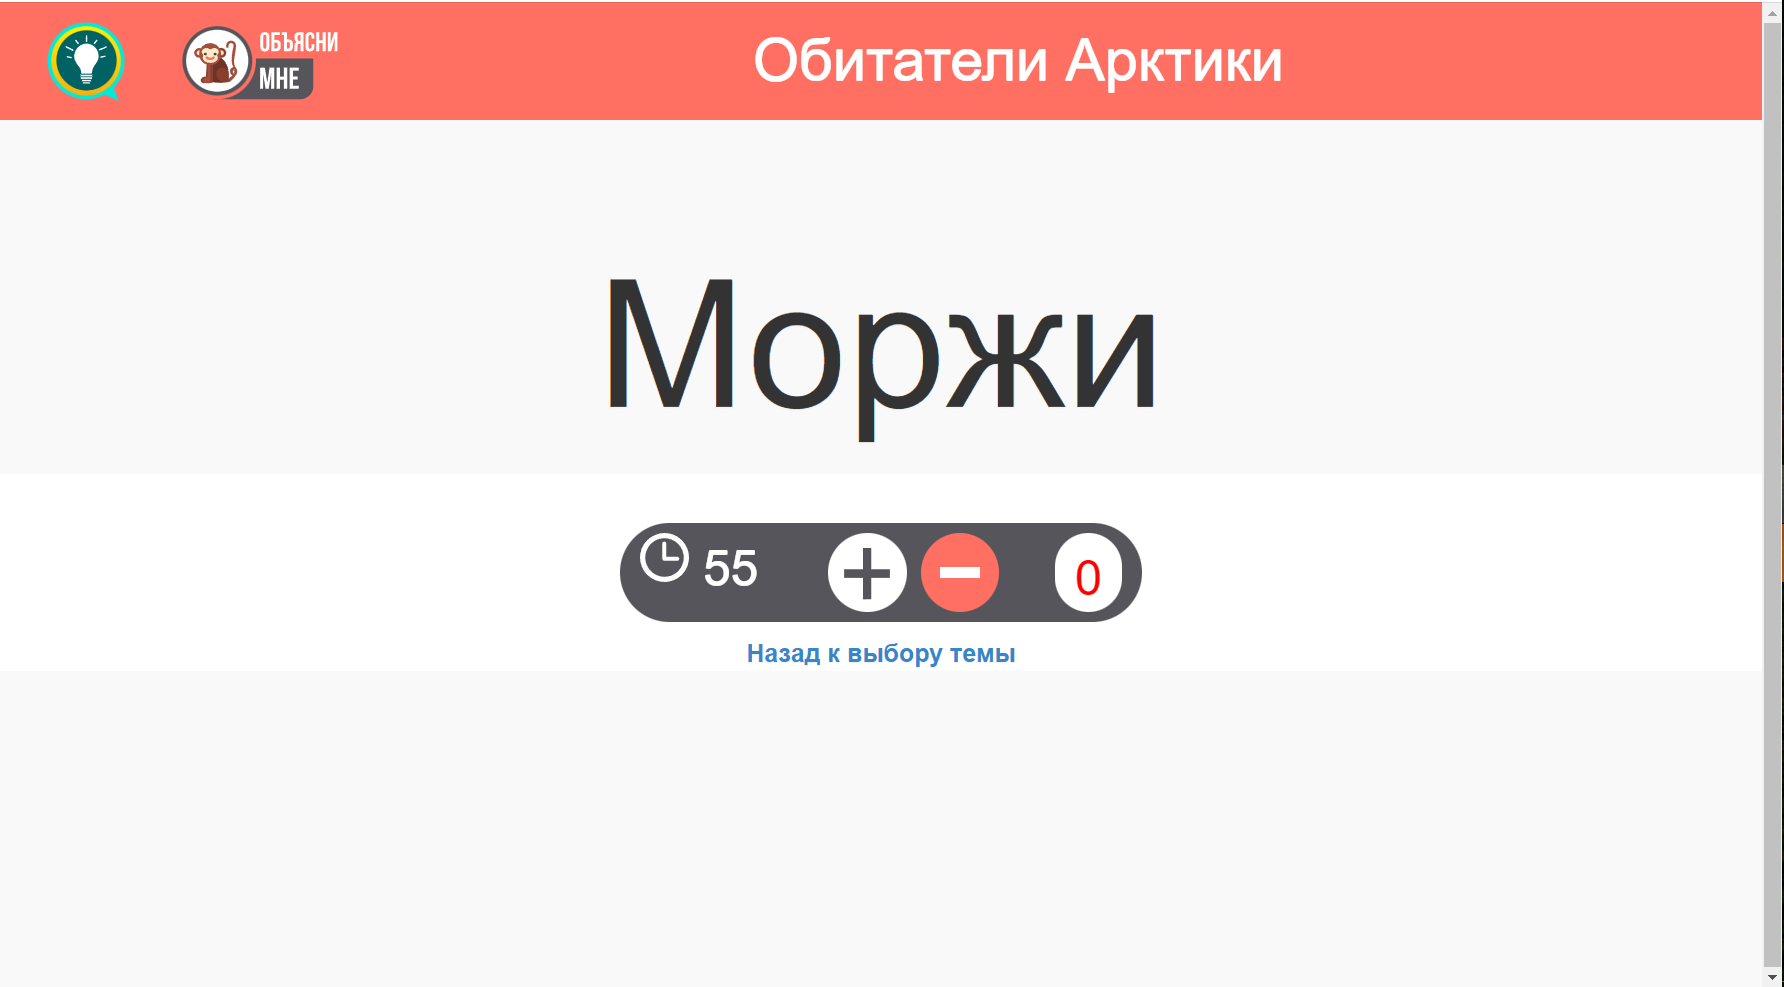 ОБЪЯСНИ
МНЕ
Обитатели Арктики
Моржи
55
0
Назад к выбору темы